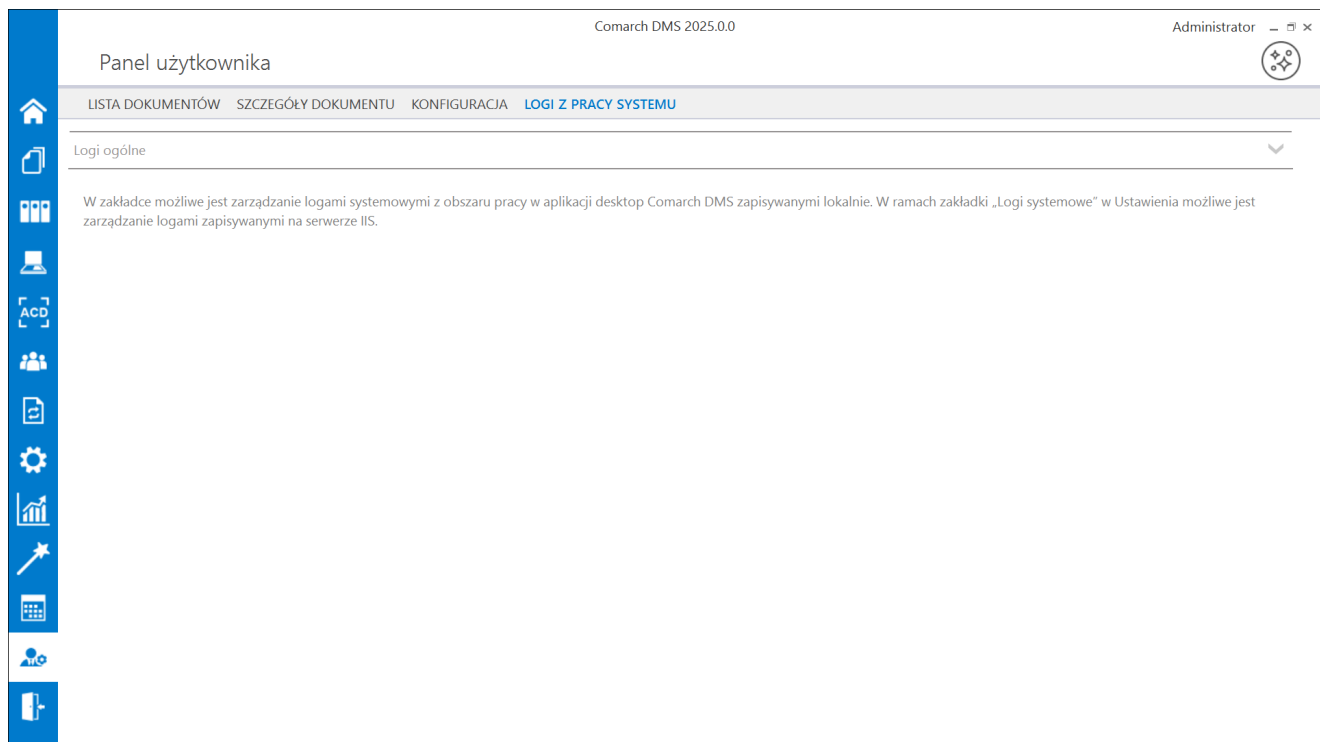 Comarch DMS 2025.0.0
Administrator
Panel użytkownika
LISTA DOKUMENTÓW SZCZEGÓŁY DOKUMENTU KONFIGURACJA LOGI Z PRACY SYSTEMU
Logi ogólne
W zakładce możliwe jest zarządzanie logami systemowymi z obszaru pracy w aplikacji desktop Comarch DMS zapisywanymi lokalnie. W ramach zakładki „Logi systemowe” w Ustawienia możliwe jest
zarządzanie logami zapisywanymi na serwerze IIS.
ACD